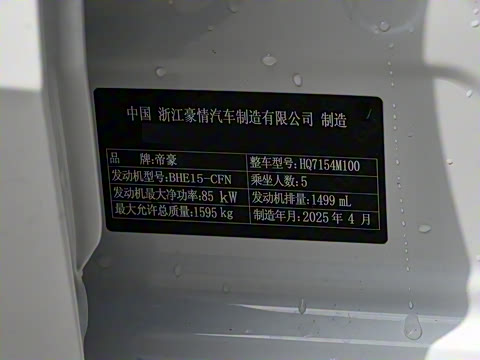 中国 浙江豪情汽车制造有限公司 制造
品 牌:帝豪 整车型号:HQ7154M100
发动机型号:BHE15-CFN 乘坐人数:5
发动机最大净功率:85 kW 发动机排量:1499 mL
最大允许总质量:1595 kg 制造年月:2025 年 4 月